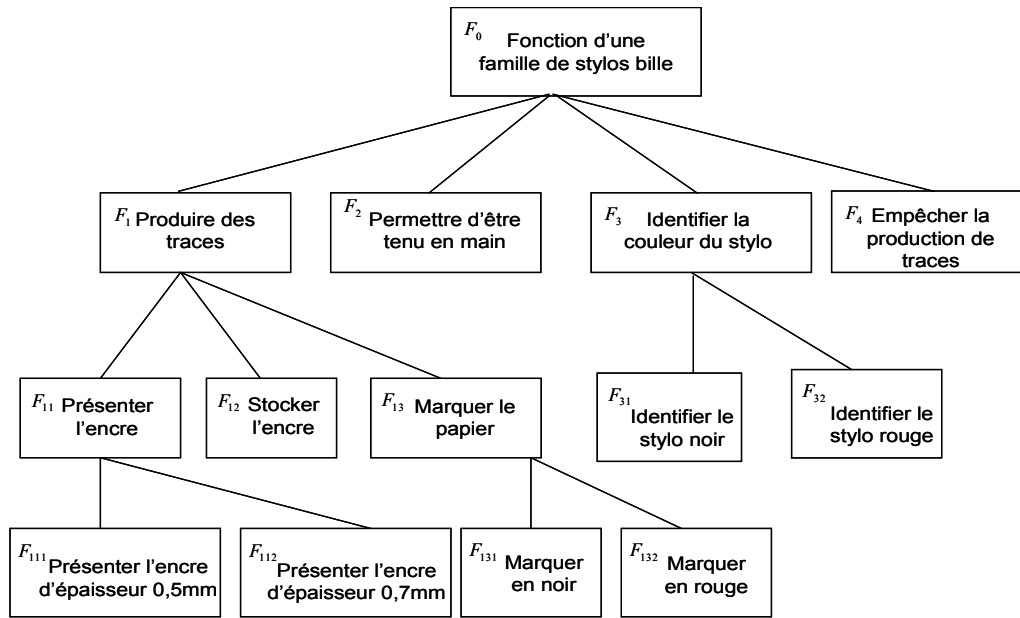 F0 Fonction d'une
famille de stylos bille
F1 Produire des
traces
F2 Permettre d'être
tenu en main
F3 Identifier la
couleur du stylo
F4 Empêcher la
production de
traces
F11 Présenter
l'encre
F12 Stocker
l'encre
F13 Marquer le
papier
F31
Identifier le
stylo noir
F32
Identifier le
stylo rouge
F111 Présenter l'encre
d'épaisseur 0,5mm
F112 Présenter l'encre
d'épaisseur 0,7mm
F131 Marquer
en noir
F132 Marquer
en rouge